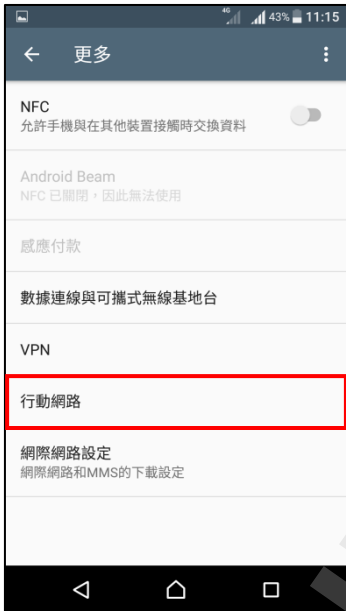 4G 43% 11:15
更多
NFC
允許手機與在其他裝置接觸時交換資料
Android Beam
NFC 已關閉，因此無法使用
感應付款
數據連線與可攜式無線基地台
VPN
行動網路
網際網路設定
網際網路和MMS的下載設定